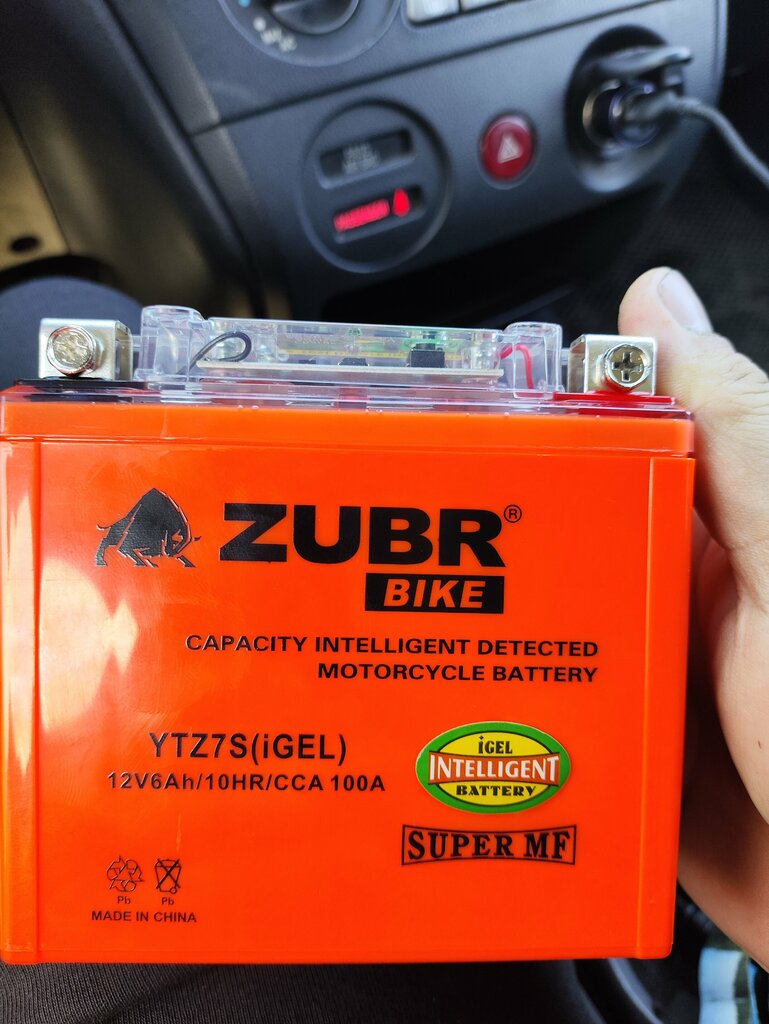 ZUBR®
BIKE
CAPACITY INTELLIGENT DETECTED
MOTORCYCLE BATTERY
YTZ7S(iGEL)
12V6Ah/10HR/CCA 100A
iGEL
INTELLIGENT
BATTERY
SUPER MF
Pb Pb
MADE IN CHINA